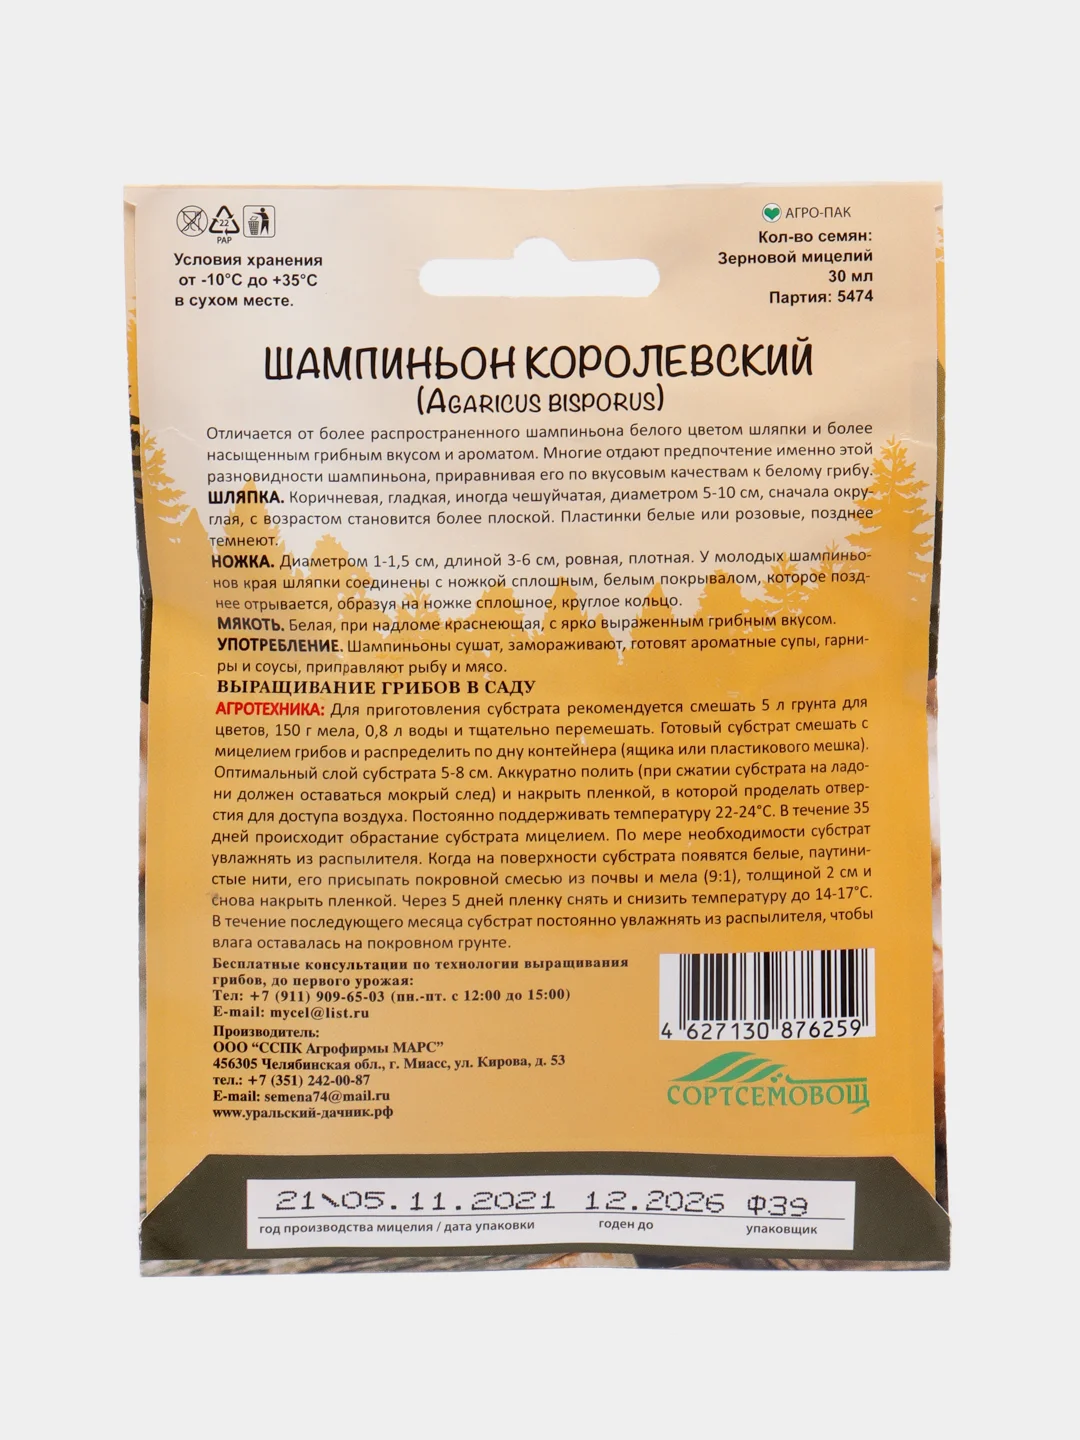 22
PAP
Условия хранения
от -10°C до +35°C
в сухом месте.
АГРО-ПАК
Кол-во семян:
Зерновой мицелий
30 мл
Партия: 5474
ШАМПИНЬОН КОРОЛЕВСКИЙ
(AGARICUS BISPORUS)
Отличается от более распространенного шампиньона белого цветом шляпки и более
насыщенным грибным вкусом и ароматом. Многие отдают предпочтение именно этой
разновидности шампиньона, приравнивая его по вкусовым качествам к белому грибу.
ШЛЯПКА. Коричневая, гладкая, иногда чешуйчатая, диаметром 5-10 см, сначала окру-
глая, с возрастом становится более плоской. Пластинки белые или розовые, позднее
темнеют.
НОЖКА. Диаметром 1-1,5 см, длиной 3-6 см, ровная, плотная. У молодых шампиньо-
нов края шляпки соединены с ножкой сплошным, белым покрывалом, которое позд-
нее отрывается, образуя на ножке сплошное, круглое кольцо.
МЯКОТЬ. Белая, при надломе краснеющая, с ярко выраженным грибным вкусом.
УПОТРЕБЛЕНИЕ. Шампиньоны сушат, замораживают, готовят ароматные супы, гарни-
ры и соусы, приправляют рыбу и мясо.
ВЫРАЩИВАНИЕ ГРИБОВ В САДУ
АГРОТЕХНИКА: Для приготовления субстрата рекомендуется смешать 5 л грунта для
цветов, 150 г мела, 0,8 л воды и тщательно перемешать. Готовый субстрат смешать с
мицелием грибов и распределить по дну контейнера (ящика или пластикового мешка).
Оптимальный слой субстрата 5-8 см. Аккуратно полить (при сжатии субстрата на ладо-
ни должен оставаться мокрый след) и накрыть пленкой, в которой проделать отвер-
стия для доступа воздуха. Постоянно поддерживать температуру 22-24°C. В течение 35
дней происходит обрастание субстрата мицелием. По мере необходимости субстрат
увлажнять из распылителя. Когда на поверхности субстрата появятся белые, паутини-
стые нити, его присыпать покровной смесью из почвы и мела (9:1), толщиной 2 см и
снова накрыть пленкой. Через 5 дней пленку снять и снизить температуру до 14-17°C.
В течение последующего месяца субстрат постоянно увлажнять из распылителя, чтобы
влага оставалась на покровном грунте.
Бесплатные консультации по технологии выращивания
грибов, до первого урожая:
Тел: +7 (911) 909-65-03 (пн.-пт. с 12:00 до 15:00)
E-mail: mycel@list.ru
Производитель:
ООО “ССПК Агрофирмы МАРС”
456305 Челябинская обл., г. Миасс, ул. Кирова, д. 53
тел.: +7 (351) 242-00-87
E-mail: semena74@mail.ru
www.уральский-дачник.рф
4 627130 876259
СОРТСЕМОВОЩ
21\05.11.2021 12.2026 Ф39
год производства мицелия / дата упаковки годен до упаковщик